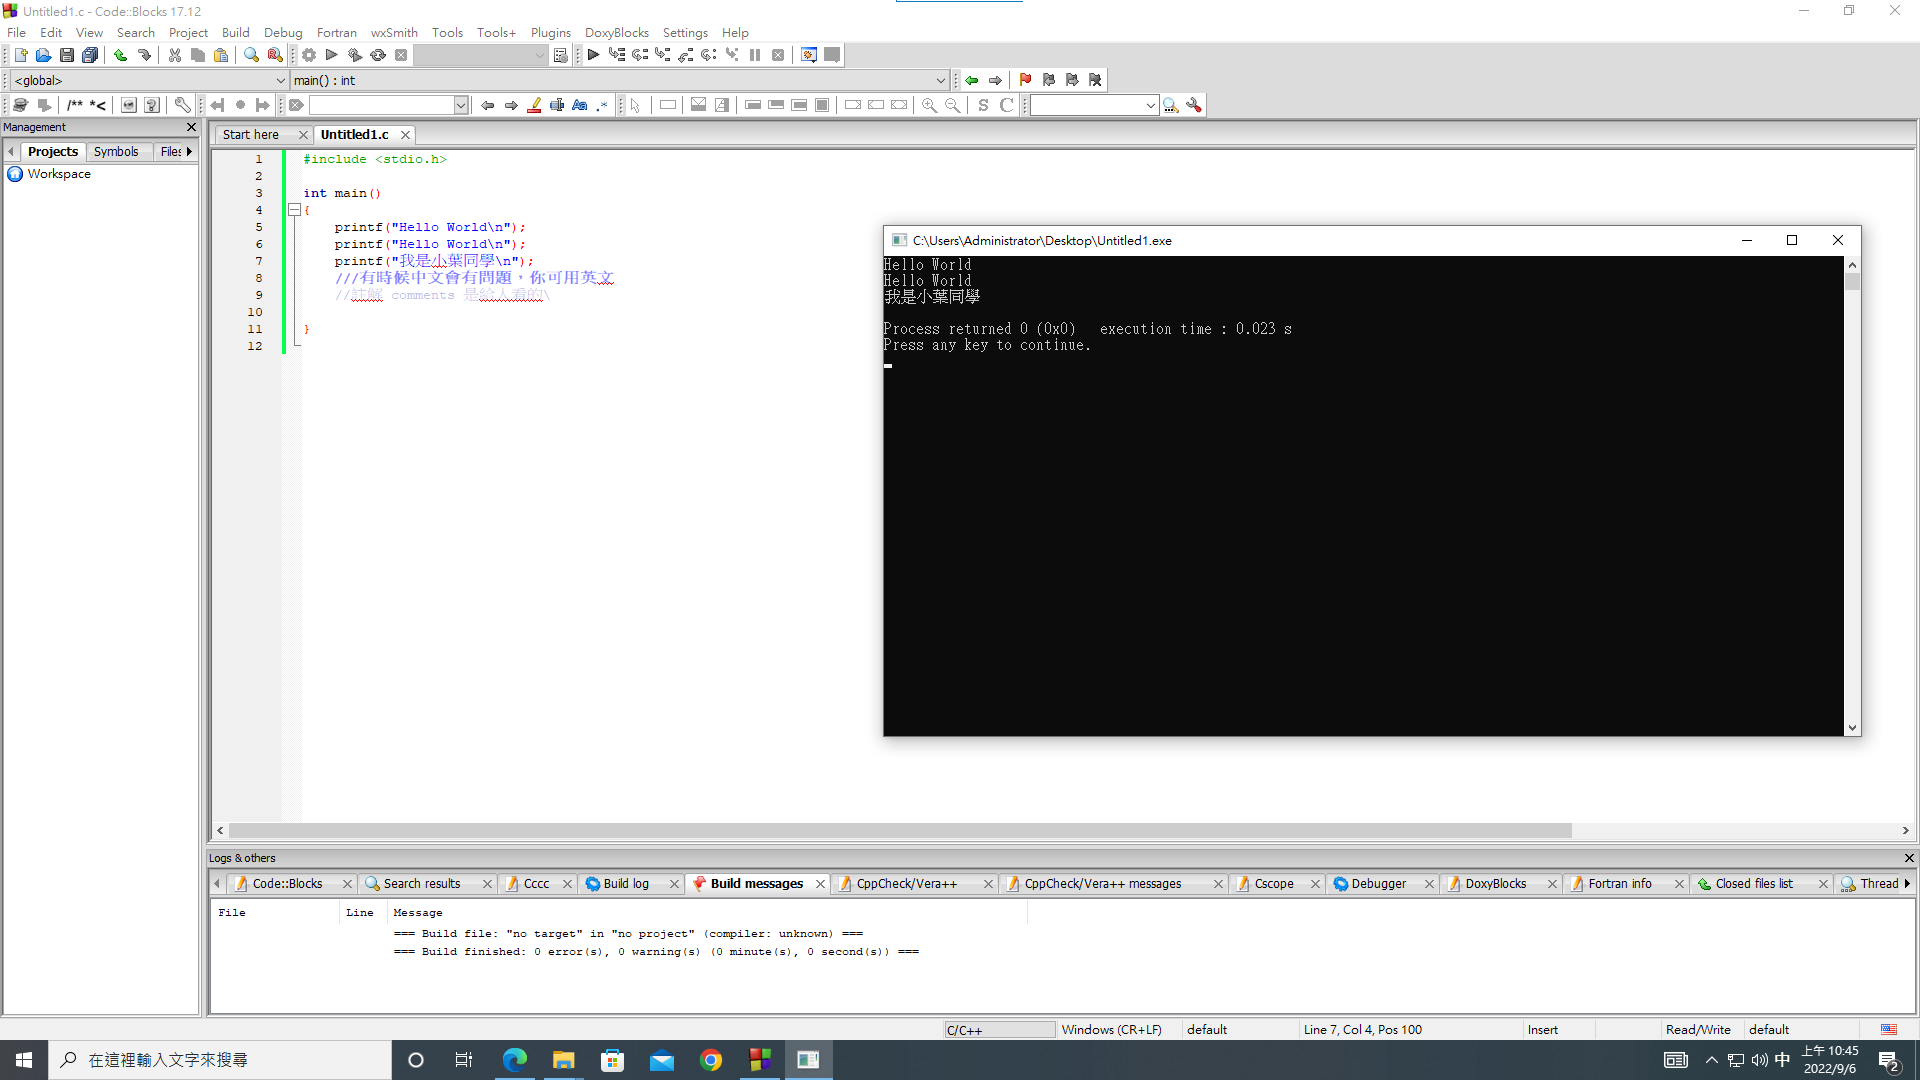 Untitled1.c - Code::Blocks 17.12
File Edit View Search Project Build Debug Fortran wxSmith Tools Tools+ Plugins DoxyBlocks Settings Help
<global> main() : int
/** *<
Management
Projects Symbols Files
Workspace
Start here Untitled1.c
1 #include <stdio.h>
2
3 int main()
4 {
5 printf("Hello World\n");
6 printf("Hello World\n");
7 printf("我是小葉同學\n");
8 ///有時候中文會有問題，你可用英文
9 //註解 comments 是給人看的\
10
11 }
12
C:\Users\Administrator\Desktop\Untitled1.exe
Hello World
Hello World
我是小葉同學
Process returned 0 (0x0) execution time : 0.023 s
Press any key to continue.
Logs & others
Code::Blocks Search results Cccc Build log Build messages CppCheck/Vera++ CppCheck/Vera++ messages Cscope Debugger DoxyBlocks Fortran info Closed files list Thread
File Line Message
=== Build file: "no target" in "no project" (compiler: unknown) ===
=== Build finished: 0 error(s), 0 warning(s) (0 minute(s), 0 second(s)) ===
C/C++ Windows (CR+LF) default Line 7, Col 4, Pos 100 Insert Read/Write default
在這裡輸入文字來搜尋
中
上午 10:45
2022/9/6
2